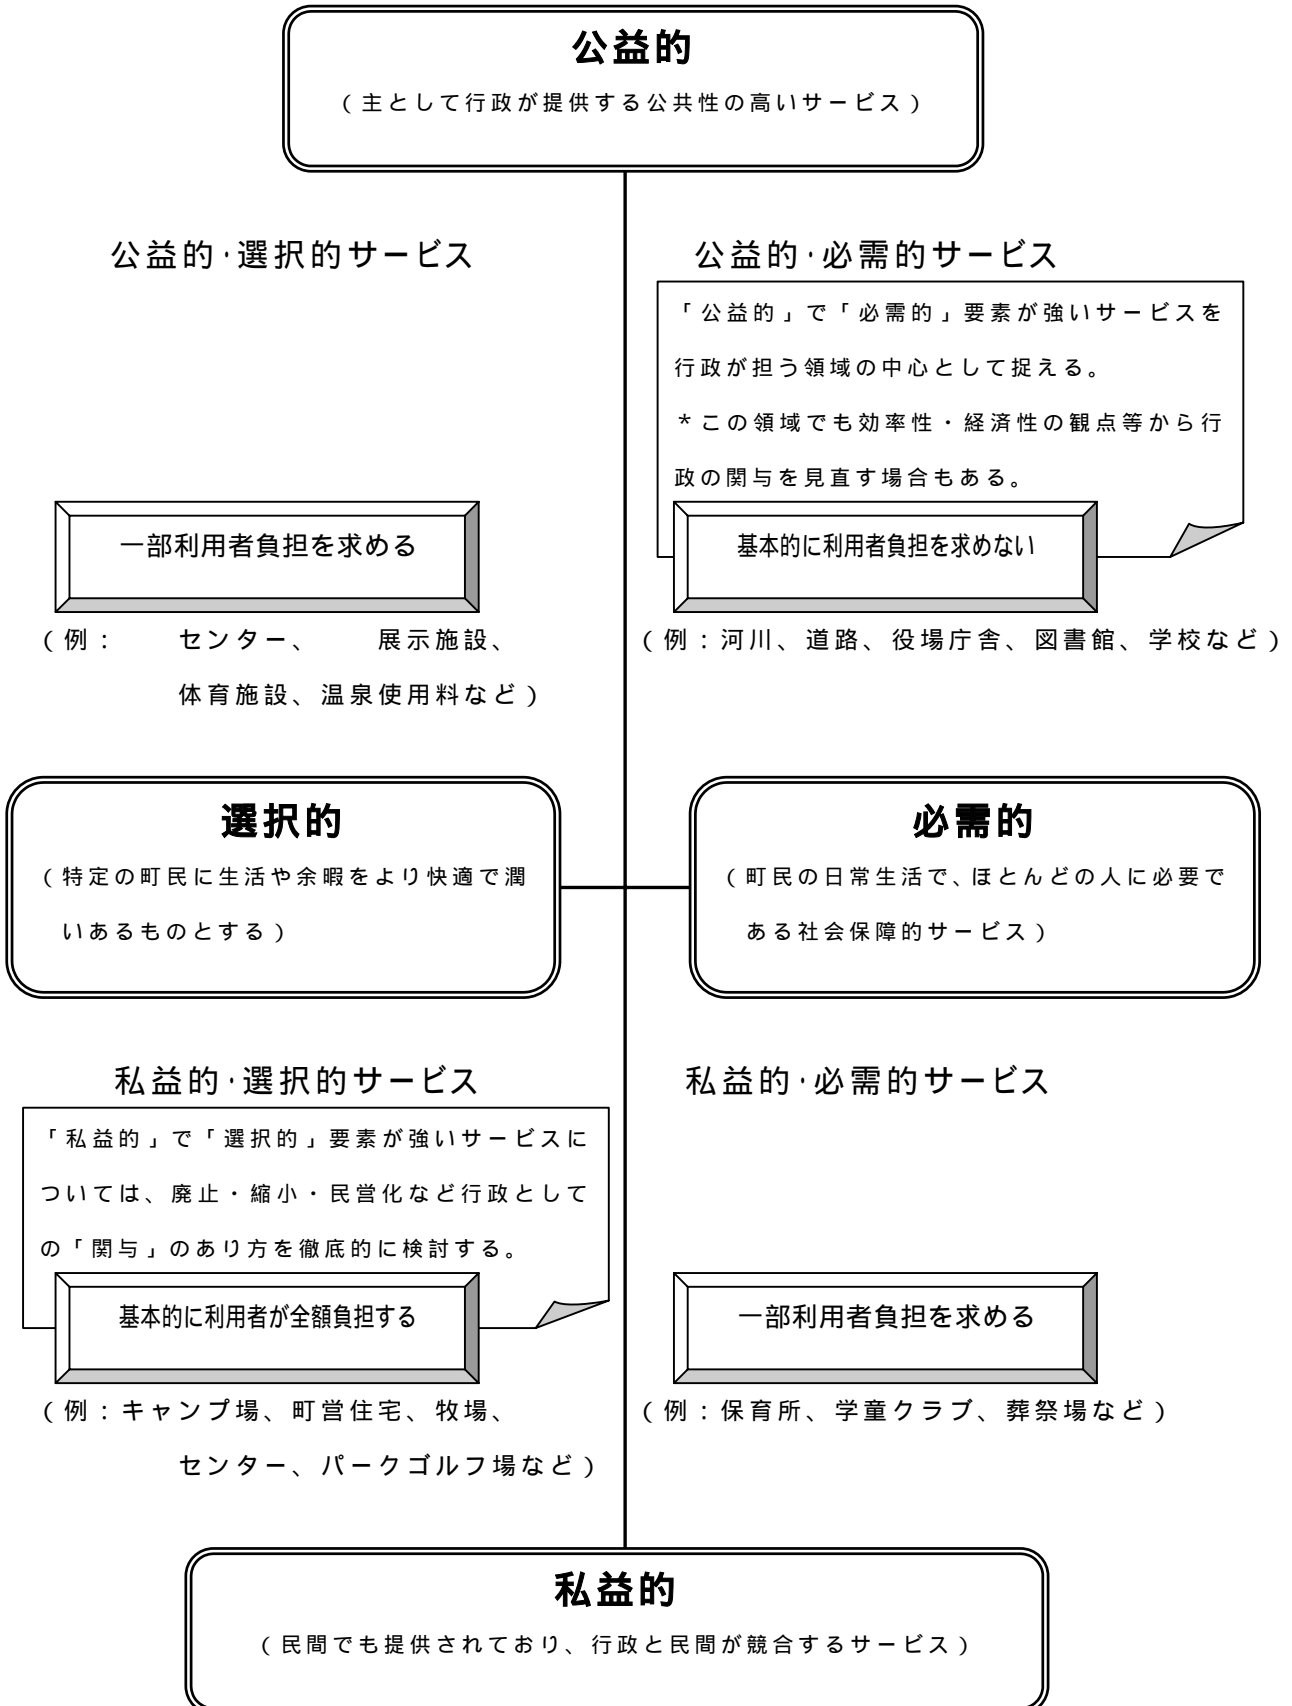 公益的
（主として行政が提供する公共性の高いサービス）
公益的・選択的サービス
公益的・必需的サービス
「公益的」で「必需的」要素が強いサービスを
行政が担う領域の中心として捉える。
＊この領域でも効率性・経済性の観点等から行
政の関与を見直す場合もある。
一部利用者負担を求める
基本的に利用者負担を求めない
（例：　　センター、　　展示施設、
体育施設、温泉使用料など）
（例：河川、道路、役場庁舎、図書館、学校など）
選択的
（特定の町民に生活や余暇をより快適で潤
いあるものとする）
必需的
（町民の日常生活で、ほとんどの人に必要で
ある社会保障的サービス）
私益的・選択的サービス
私益的・必需的サービス
「私益的」で「選択的」要素が強いサービスに
ついては、廃止・縮小・民営化など行政として
の「関与」のあり方を徹底的に検討する。
基本的に利用者が全額負担する
一部利用者負担を求める
（例：キャンプ場、町営住宅、牧場、
センター、パークゴルフ場など）
（例：保育所、学童クラブ、葬祭場など）
私益的
（民間でも提供されており、行政と民間が競合するサービス）